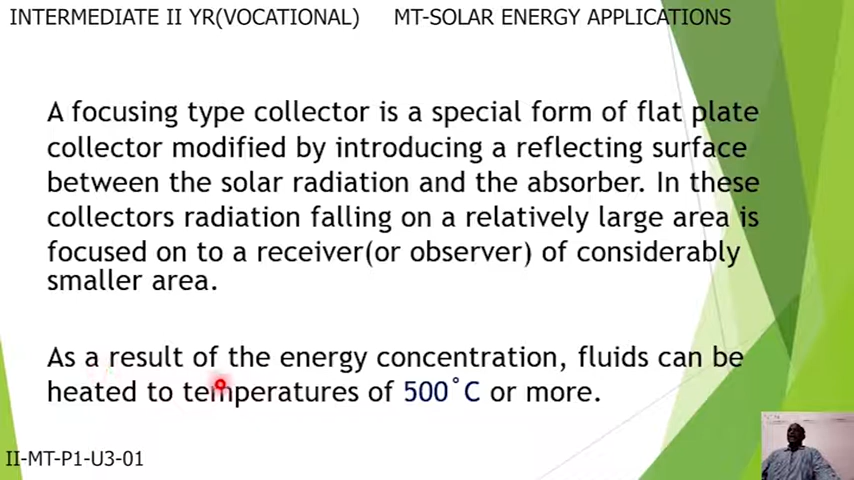 INTERMEDIATE II YR(VOCATIONAL) MT-SOLAR ENERGY APPLICATIONS
A focusing type collector is a special form of flat plate
collector modified by introducing a reflecting surface
between the solar radiation and the absorber. In these
collectors radiation falling on a relatively large area is
focused on to a receiver(or observer) of considerably
smaller area.
As a result of the energy concentration, fluids can be
heated to temperatures of 500˚C or more.
II-MT-P1-U3-01